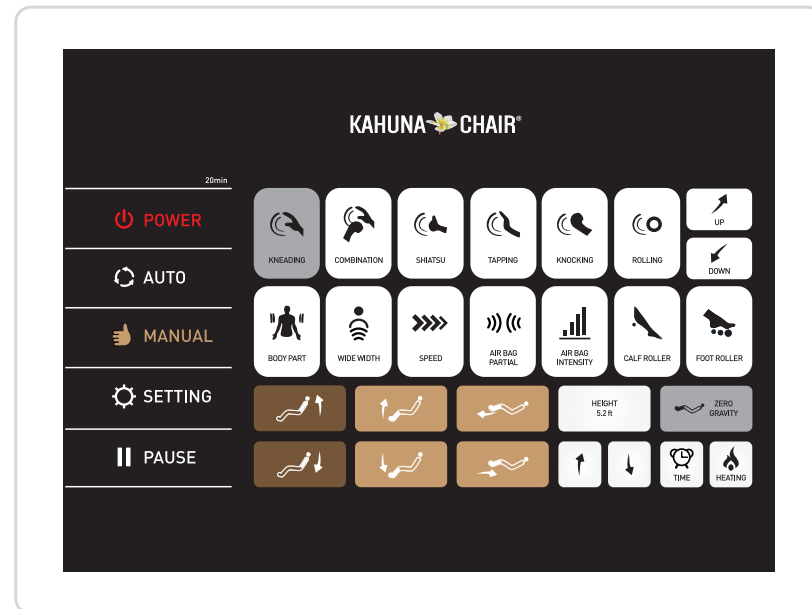 KAHUNA CHAIR®
20min
POWER
AUTO
MANUAL
SETTING
PAUSE
KNEADING
COMBINATION
SHIATSU
TAPPING
KNOCKING
ROLLING
UP
DOWN
BODY PART
WIDE WIDTH
SPEED
AIR BAG
PARTIAL
AIR BAG
INTENSITY
CALF ROLLER
FOOT ROLLER
HEIGHT
5.2 ft
ZERO
GRAVITY
TIME
HEATING